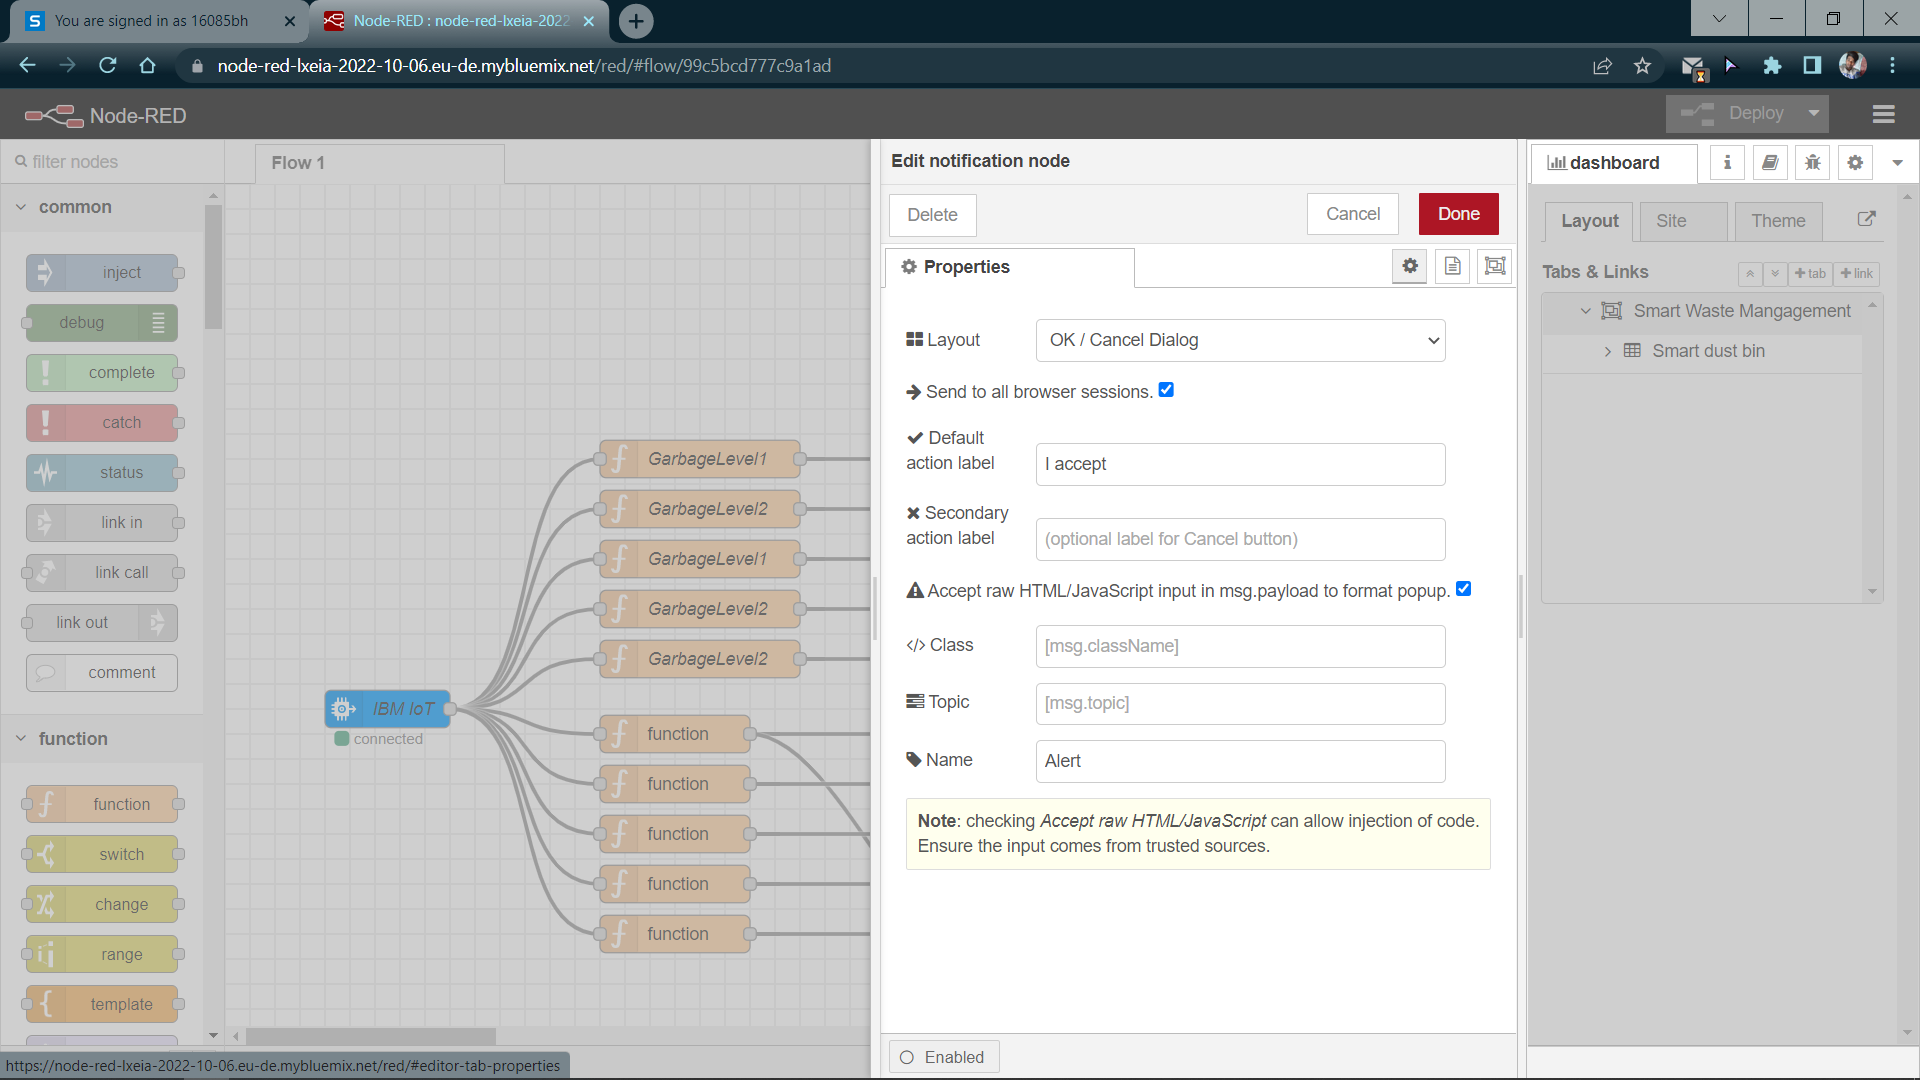 You are signed in as 16085bh
Node-RED : node-red-lxeia-2022
node-red-lxeia-2022-10-06.eu-de.mybluemix.net/red/#flow/99c5bcd777c9a1ad
Node-RED
Deploy
filter nodes
common
inject
debug
complete
catch
status
link in
link call
link out
comment
function
function
switch
change
range
template
Flow 1
IBM IoT
connected
GarbageLevel1
GarbageLevel2
GarbageLevel1
GarbageLevel2
GarbageLevel2
function
function
function
function
function
Edit notification node
Delete
Cancel
Done
Properties
Layout
OK / Cancel Dialog
Send to all browser sessions.
Default
action label
I accept
Secondary
action label
(optional label for Cancel button)
Accept raw HTML/JavaScript input in msg.payload to format popup.
Class
[msg.className]
Topic
[msg.topic]
Name
Alert
Note: checking Accept raw HTML/JavaScript can allow injection of code.
Ensure the input comes from trusted sources.
Enabled
dashboard
Layout
Site
Theme
Tabs & Links
tab
link
Smart Waste Mangagement
Smart dust bin
https://node-red-lxeia-2022-10-06.eu-de.mybluemix.net/red/#editor-tab-properties